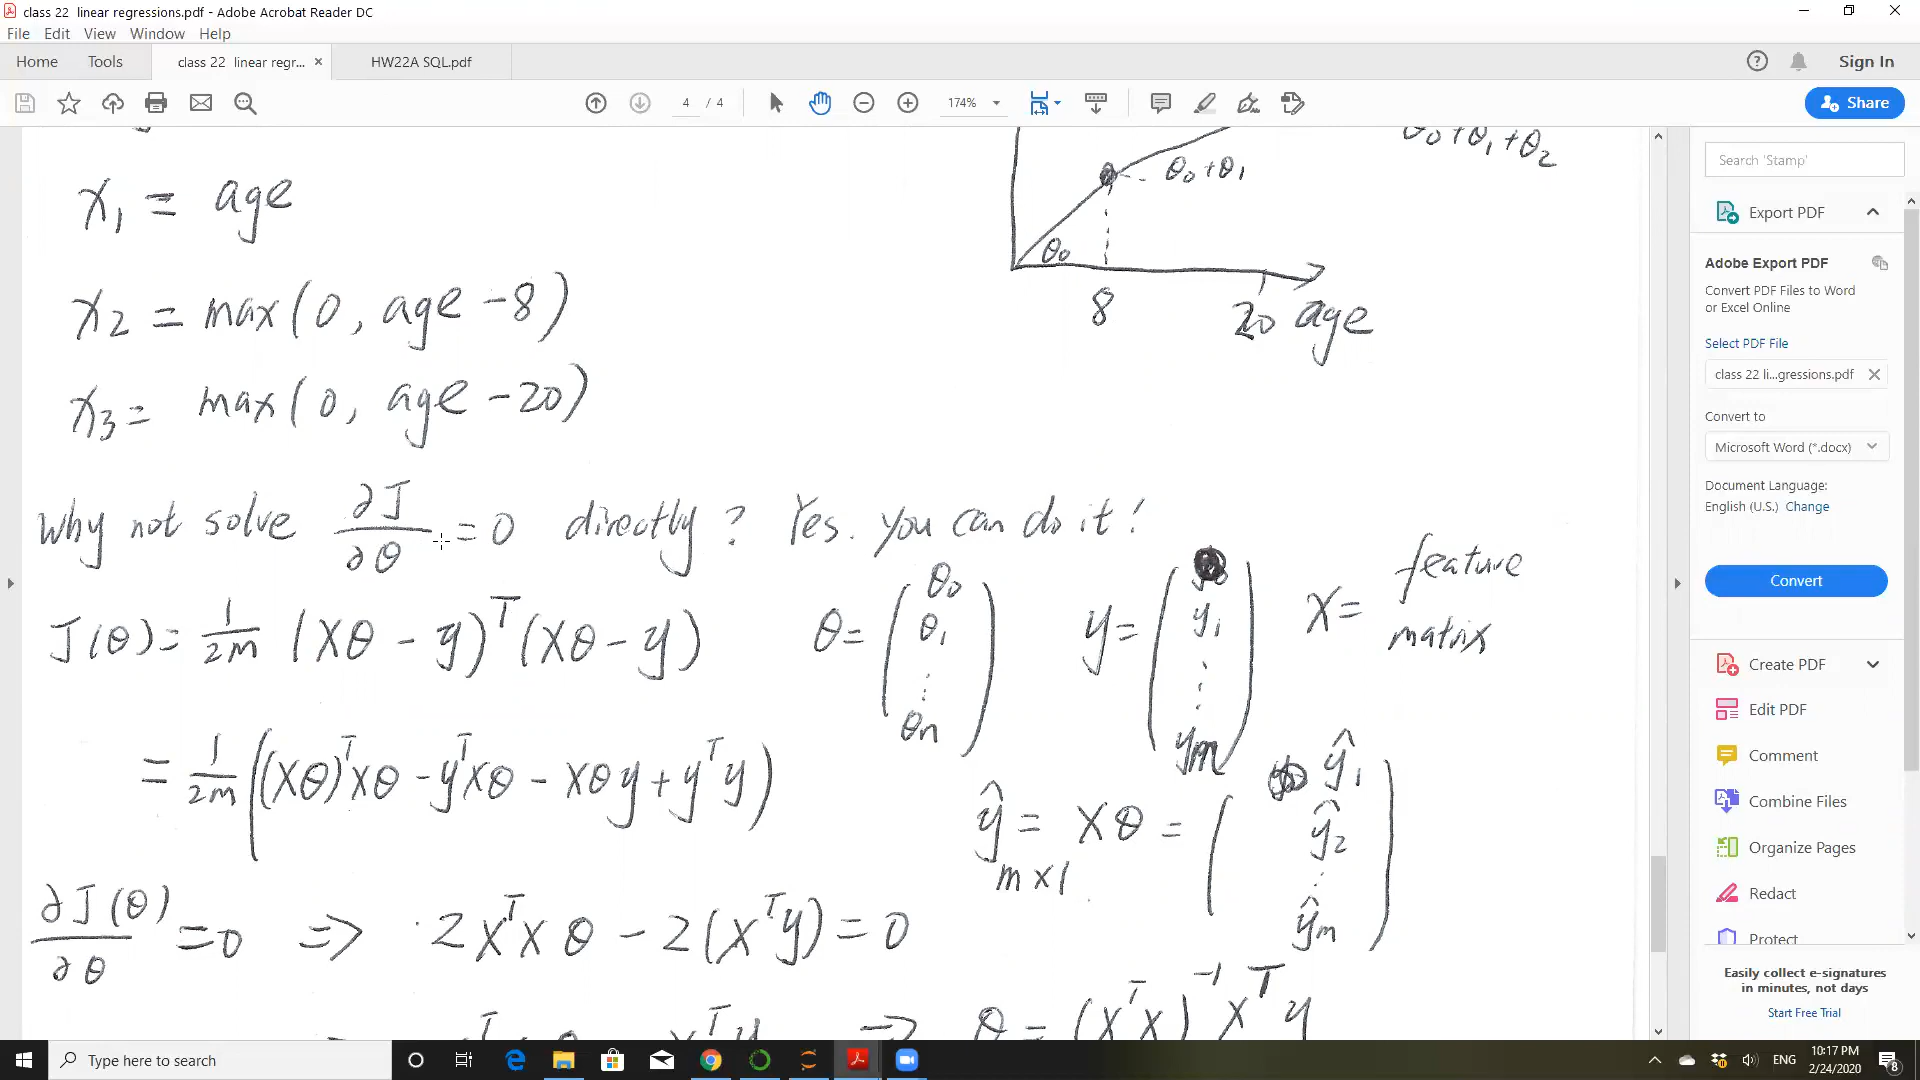 class 22  linear regressions.pdf - Adobe Acrobat Reader DC
File Edit View Window Help
Home Tools class 22  linear regr... × HW22A SQL.pdf Sign In
4 / 4 174% Share
θ₀+θ₁+θ₂
θ₀+θ₁
θ₀
8 20 age
x₁ = age
x₂ = max(0, age-8)
x₃= max(0, age-20)
Why not solve ∂J/∂θ = 0 directly? Yes. you can do it!
J(θ)= 1/2m (Xθ - y)ᵀ(Xθ - y) θ= (θ₀ θ₁ ⋮ θn) y= (y₁ ⋮ ym) X= feature matrix
= 1/2m ((Xθ)ᵀXθ - yᵀXθ - Xθy + yᵀy)
ŷ = Xθ = (ŷ₁ ŷ₂ ⋮ ŷm)
m×1
∂J(θ)/∂θ =0 => 2XᵀXθ - 2(Xᵀy) = 0
=> θ = (XᵀX)⁻¹Xᵀy
Search 'Stamp'
Export PDF
Adobe Export PDF
Convert PDF Files to Word
or Excel Online
Select PDF File
class 22 li...gressions.pdf
Convert to
Microsoft Word (*.docx)
Document Language:
English (U.S.) Change
Convert
Create PDF
Edit PDF
Comment
Combine Files
Organize Pages
Redact
Protect
Easily collect e-signatures
in minutes, not days
Start Free Trial
Type here to search
ENG
10:17 PM
2/24/2020
8